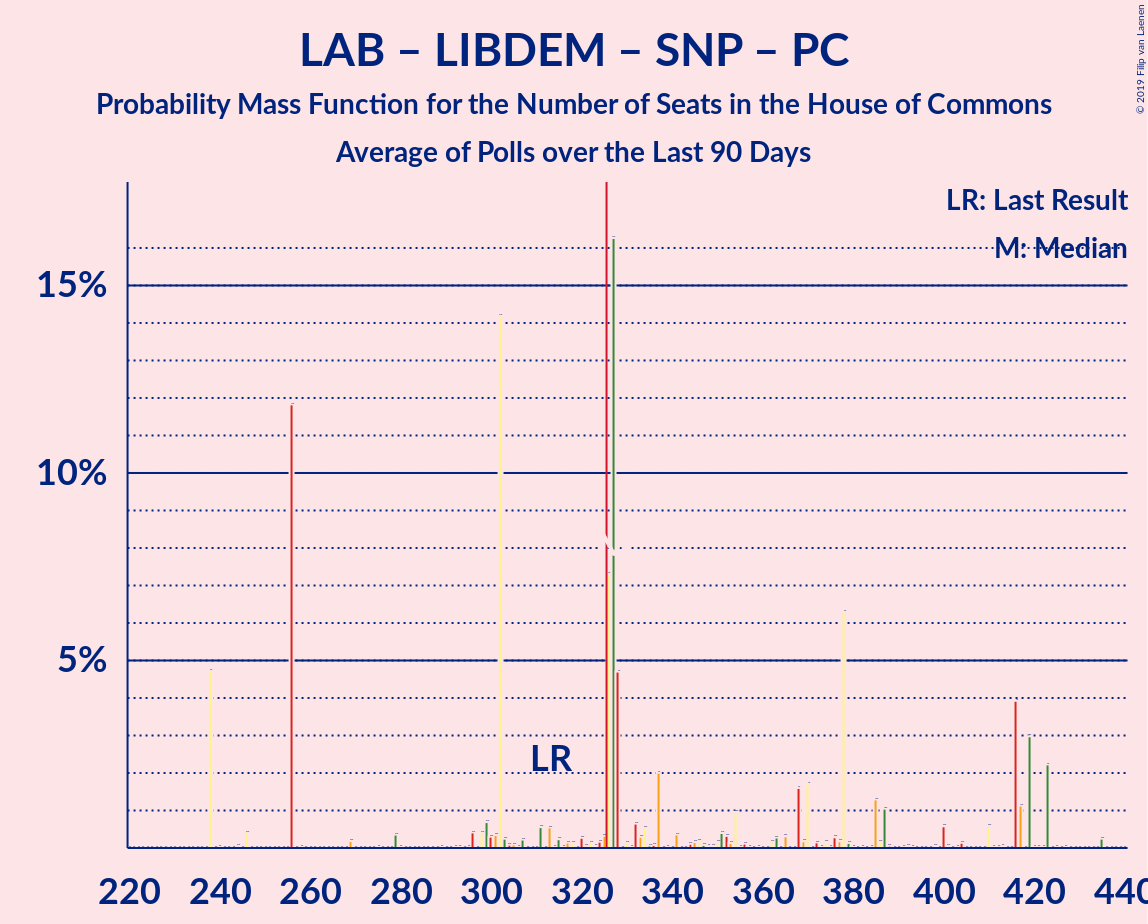 LAB – LIBDEM – SNP – PC
Probability Mass Function for the Number of Seats in the House of Commons
Average of Polls over the Last 90 Days
© 2019 Filip van Laenen
LR: Last Result
M: Median
15%
10%
5%
LR
220 240 260 280 300 320 340 360 380 400 420 440